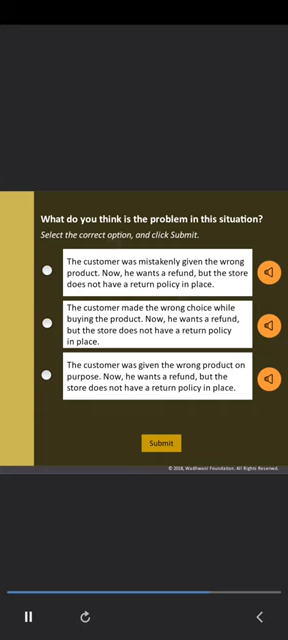 What do you think is the problem in this situation?
Select the correct option, and click Submit.
The customer was mistakenly given the wrong
product. Now, he wants a refund, but the store
does not have a return policy in place.
The customer made the wrong choice while
buying the product. Now, he wants a refund,
but the store does not have a return policy
in place.
The customer was given the wrong product on
purpose. Now, he wants a refund, but the
store does not have a return policy in place.
Submit
© 2018, Wadhwani Foundation. All Rights Reserved.